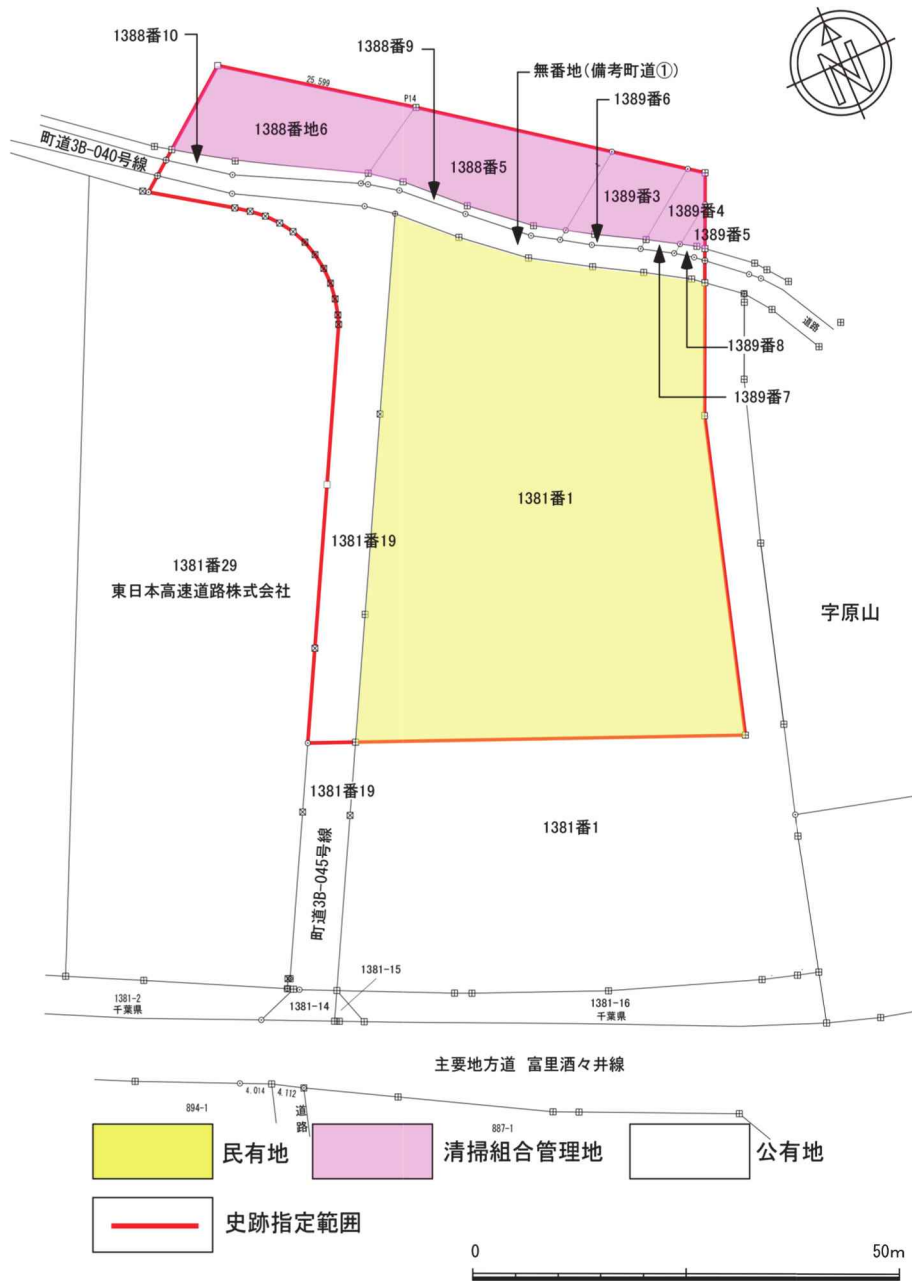 N
1388番10
1388番9
無番地(備考町道①)
1389番6
25.599
P14
町道3B-040号線
1388番地6
1388番5
1389番3
1389番4
1389番5
道路
1389番8
1389番7
1381番1
1381番19
1381番29
東日本高速道路株式会社
字原山
1381番19
1381番1
町道3B-045号線
1381-15
1381-2
千葉県
1381-14
1381-16
千葉県
主要地方道 富里酒々井線
4.014
4.112
894-1
道路
887-1
民有地
清掃組合管理地
公有地
史跡指定範囲
0
50m